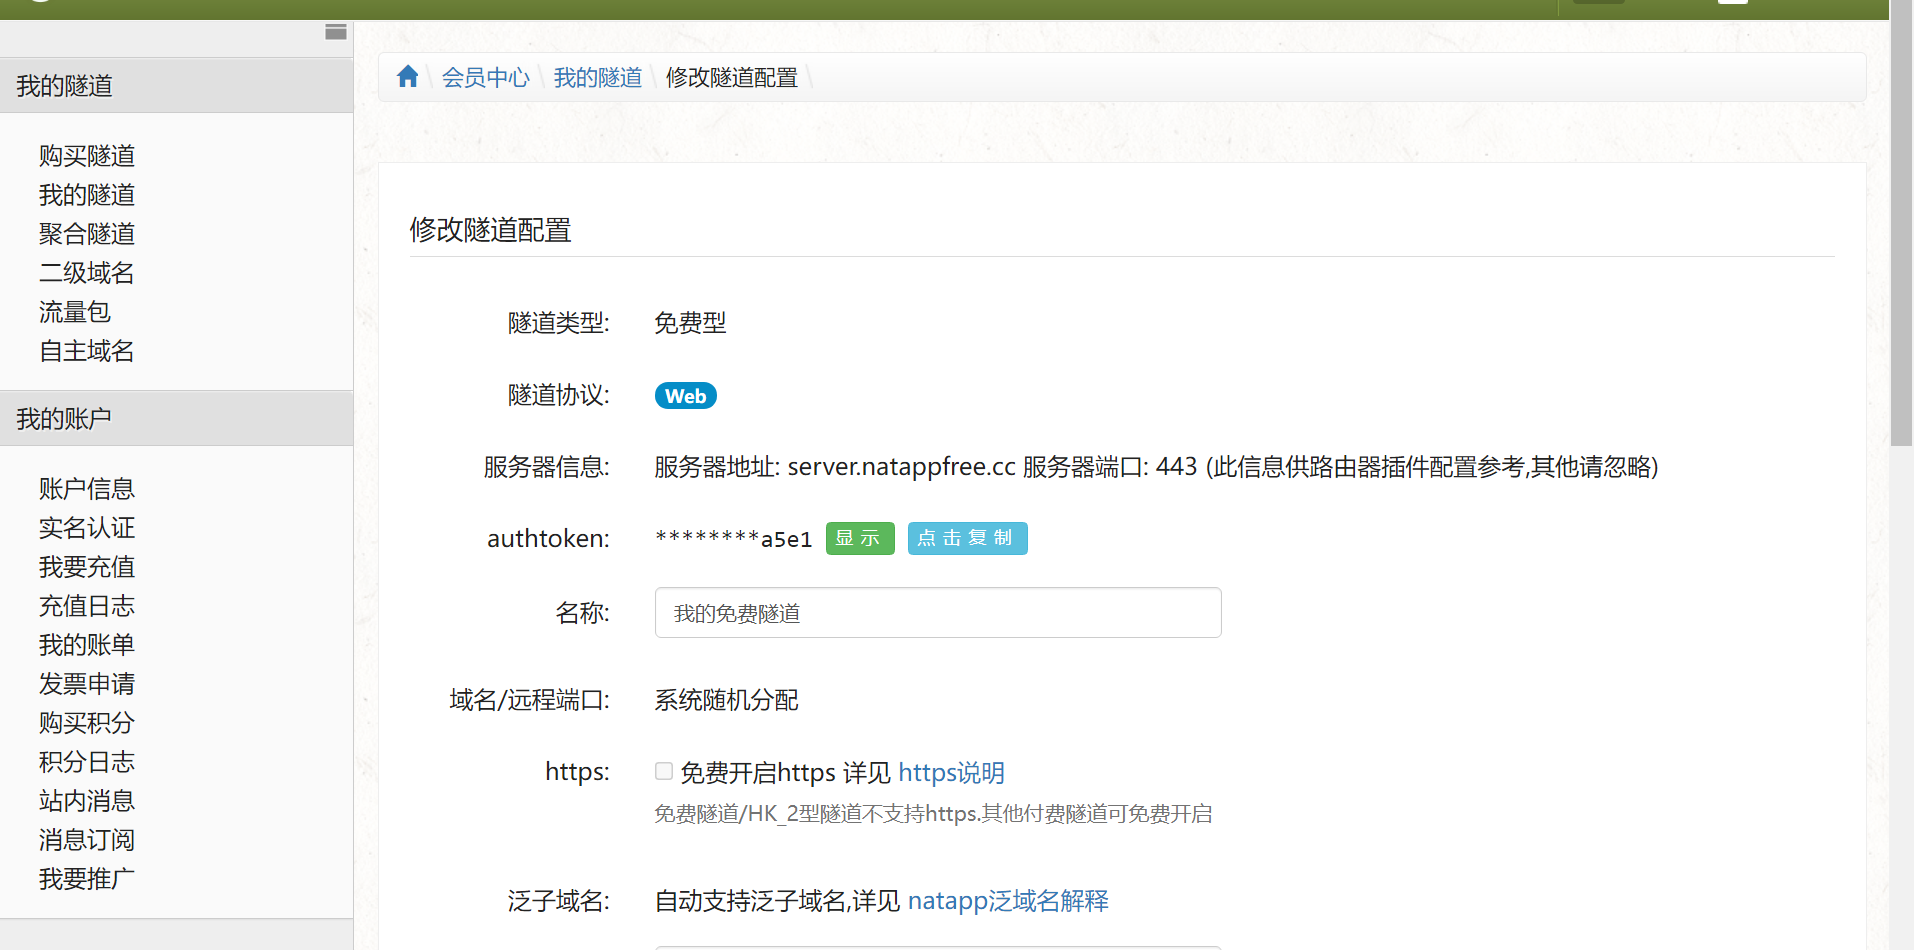 我的隧道
购买隧道
我的隧道
聚合隧道
二级域名
流量包
自主域名
我的账户
账户信息
实名认证
我要充值
充值日志
我的账单
发票申请
购买积分
积分日志
站内消息
消息订阅
我要推广
会员中心 \ 我的隧道 \ 修改隧道配置 \
修改隧道配置
隧道类型: 免费型
隧道协议: Web
服务器信息: 服务器地址: server.natappfree.cc 服务器端口: 443 (此信息供路由器插件配置参考,其他请忽略)
authtoken: ********a5e1 显示 点击复制
名称: 我的免费隧道
域名/远程端口: 系统随机分配
https: 免费开启https 详见 https说明
免费隧道/HK_2型隧道不支持https.其他付费隧道可免费开启
泛子域名: 自动支持泛子域名,详见 natapp泛域名解释